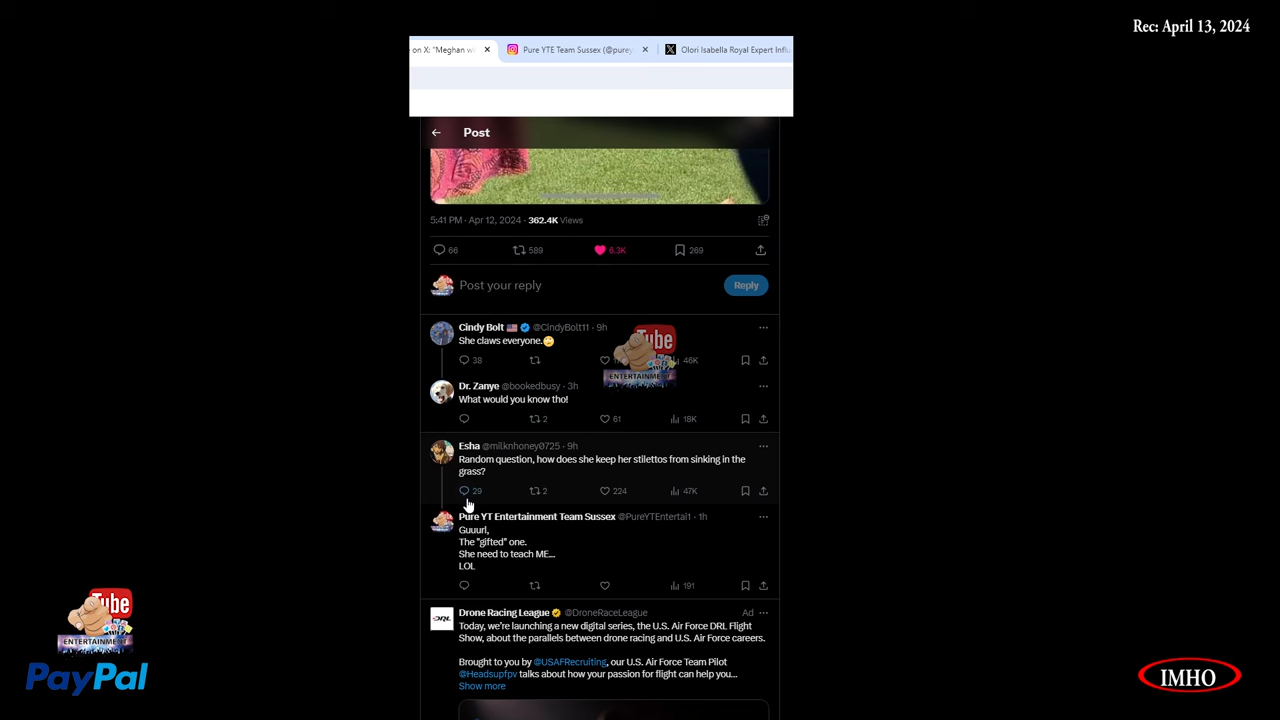 Rec: April 13, 2024
e on X: "Meghan w
Pure YTE Team Sussex (@purey
Olori Isabella Royal Expert Influ
Post
5:41 PM · Apr 12, 2024 · 362.4K Views
66 589 6.3K 269
Post your reply
Reply
Cindy Bolt @CindyBolt11 · 9h
She claws everyone.
38 46K
Dr. Zanye @bookedbusy · 3h
What would you know tho!
2 61 18K
Esha @milknhoney0725 · 9h
Random question, how does she keep her stilettos from sinking in the
grass?
29 2 224 47K
Pure YT Entertainment Team Sussex @PureYTEntertai1 · 1h
Guuurl,
The "gifted" one.
She need to teach ME...
LOL
191
Drone Racing League @DroneRaceLeague Ad
Today, we're launching a new digital series, the U.S. Air Force DRL Flight
Show, about the parallels between drone racing and U.S. Air Force careers.
Brought to you by @USAFRecruiting, our U.S. Air Force Team Pilot
@Headsupfpv talks about how your passion for flight can help you...
Show more
Tube
ENTERTAINMENT
Tube
ENTERTAINMENT
PayPal
IMHO
DRL